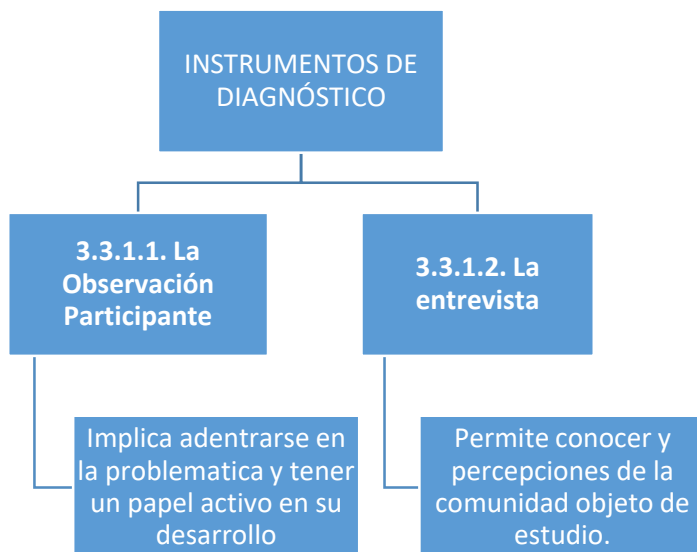 INSTRUMENTOS DE
DIAGNÓSTICO
3.3.1.1. La
Observación
Participante
3.3.1.2. La
entrevista
Implica adentrarse en
la problematica y tener
un papel activo en su
desarrollo
Permite conocer y
percepciones de la
comunidad objeto de
estudio.